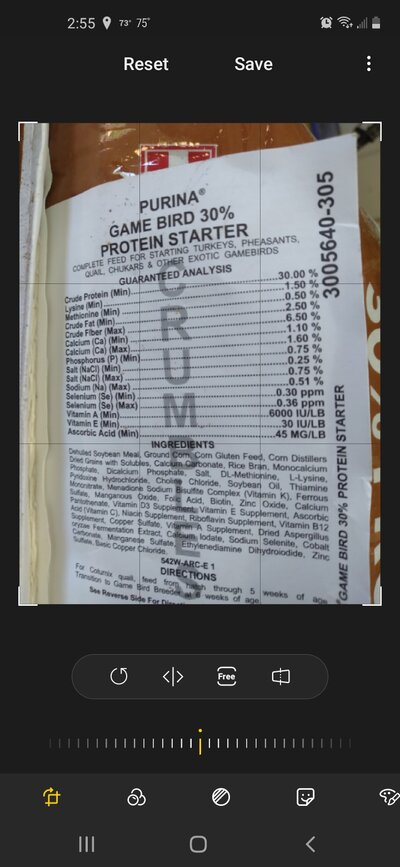 2:55 73° 75°
Reset Save
PURINA®
GAME BIRD 30%
PROTEIN STARTER
COMPLETE FEED FOR STARTING TURKEYS, PHEASANTS,
QUAIL, CHUKARS & OTHER EXOTIC GAMEBIRDS
GUARANTEED ANALYSIS
Crude Protein (Min) 30.00 %
Lysine (Min) 1.50 %
Methionine (Min) 0.50 %
Crude Fat (Min) 2.50 %
Crude Fiber (Max) 6.50 %
Calcium (Ca) (Min) 1.10 %
Calcium (Ca) (Max) 1.60 %
Phosphorus (P) (Min) 0.75 %
Salt (NaCl) (Min) 0.25 %
Salt (NaCl) (Max) 0.75 %
Sodium (Na) (Max) 0.51 %
Selenium (Se) (Min) 0.30 ppm
Selenium (Se) (Max) 0.36 ppm
Vitamin A (Min) 6000 IU/LB
Vitamin E (Min) 30 IU/LB
Ascorbic Acid (Min) 45 MG/LB
INGREDIENTS
Dehulled Soybean Meal, Ground Corn, Corn Gluten Feed, Corn Distillers
Dried Grains with Solubles, Calcium Carbonate, Rice Bran, Monocalcium
Phosphate, Dicalcium Phosphate, Salt, DL-Methionine, L-Lysine,
Pyridoxine Hydrochloride, Choline Chloride, Soybean Oil, Thiamine
Mononitrate, Menadione Sodium Bisulfite Complex (Vitamin K), Ferrous
Sulfate, Manganous Oxide, Folic Acid, Biotin, Zinc Oxide, Calcium
Pantothenate, Vitamin D3 Supplement, Vitamin E Supplement, Ascorbic
Acid (Vitamin C), Niacin Supplement, Riboflavin Supplement, Vitamin B12
Supplement, Copper Sulfate, Vitamin A Supplement, Dried Aspergillus
oryzae Fermentation Extract, Calcium Iodate, Sodium Selenite, Cobalt
Carbonate, Manganese Sulfate, Ethylenediamine Dihydroiodide, Zinc
Sulfate, Basic Copper Chloride.
542W-ARC-E 1
DIRECTIONS
For Coturnix quail, feed from hatch through 5 weeks of age.
Transition to Game Bird Breeder at 6 weeks of age.
See Reverse Side For
3005640-305
GAME BIRD 30% PROTEIN STARTER
CRUMBLE
Free